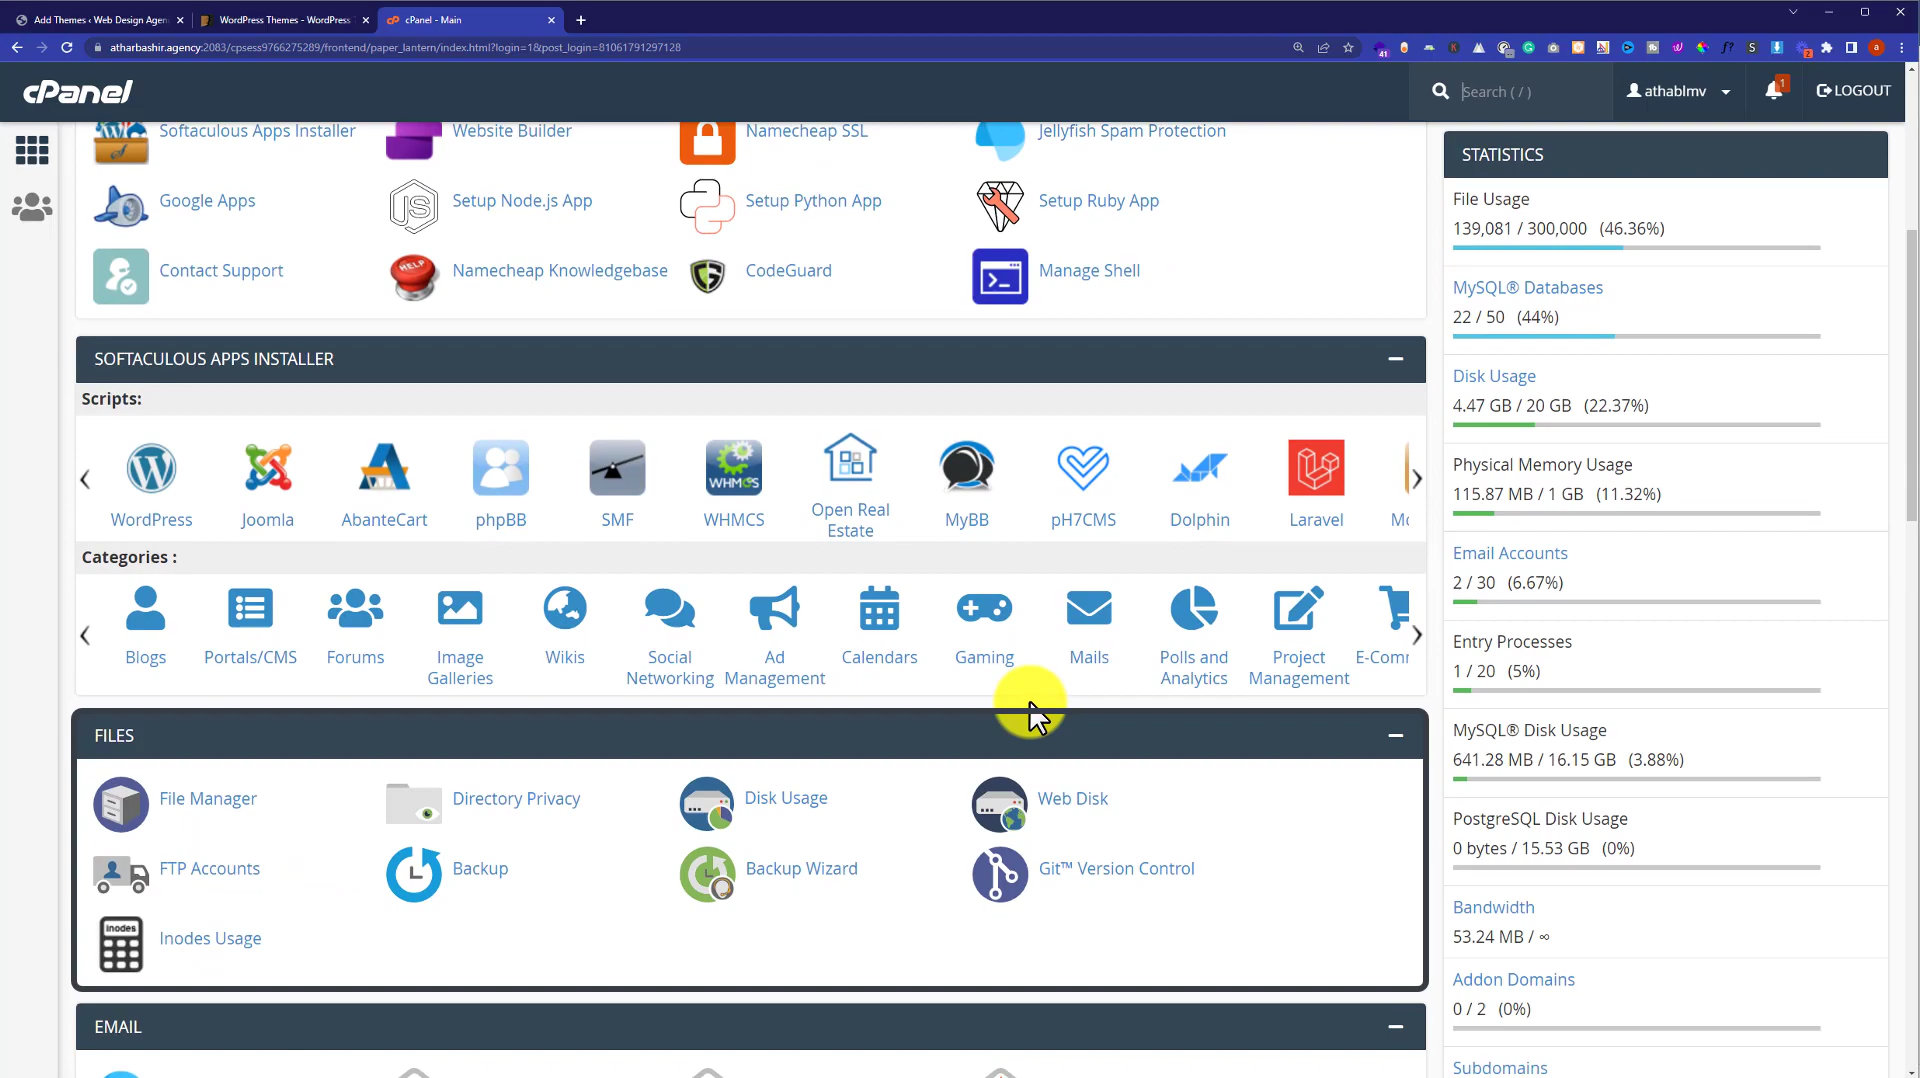 Add Themes ‹ Web Design Agen
WordPress Themes - WordPress
cPanel - Main
atharbashir.agency:2083/cpsess9766275289/frontend/paper_lantern/index.html?login=1&post_login=81061791297128
cPanel
Search ( / )
athablmv
1
LOGOUT
41
2
Softaculous Apps Installer
Website Builder
Namecheap SSL
Jellyfish Spam Protection
Google Apps
Setup Node.js App
Setup Python App
Setup Ruby App
Contact Support
HELP
Namecheap Knowledgebase
CodeGuard
Manage Shell
SOFTACULOUS APPS INSTALLER
Scripts:
WordPress
Joomla
AbanteCart
phpBB
SMF
WHMCS
WHMCS
Open Real
Estate
MyBB
pH7CMS
Dolphin
Laravel
Categories :
Blogs
Portals/CMS
Forums
Image
Galleries
Wikis
Social
Networking
Ad
Management
Calendars
Gaming
Mails
Polls and
Analytics
Project
Management
E-Comm
FILES
File Manager
Directory Privacy
Disk Usage
Web Disk
FTP Accounts
Backup
Backup Wizard
Git™ Version Control
inodes
Inodes Usage
EMAIL
STATISTICS
File Usage
139,081 / 300,000 (46.36%)
MySQL® Databases
22 / 50 (44%)
Disk Usage
4.47 GB / 20 GB (22.37%)
Physical Memory Usage
115.87 MB / 1 GB (11.32%)
Email Accounts
2 / 30 (6.67%)
Entry Processes
1 / 20 (5%)
MySQL® Disk Usage
641.28 MB / 16.15 GB (3.88%)
PostgreSQL Disk Usage
0 bytes / 15.53 GB (0%)
Bandwidth
53.24 MB / ∞
Addon Domains
0 / 2 (0%)
Subdomains